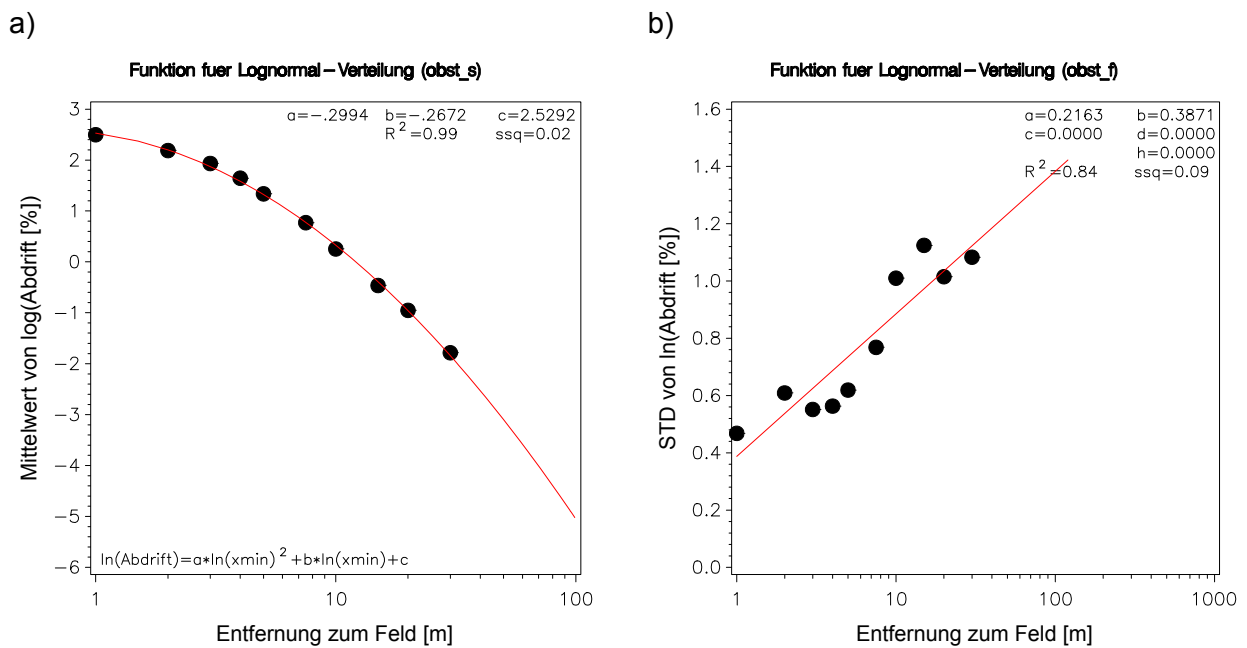 a)
Funktion fuer Lognormal-Verteilung (obst_s)
a=-.2994 b=-.2672 c=2.5292
R²=0.99 ssq=0.02
3
2
1
0
-1
-2
-3
-4
-5
-6
Mittelwert von log(Abdrift [%])
ln(Abdrift)=a*ln(xmin)²+b*ln(xmin)+c
1 10 100
Entfernung zum Feld [m]
b)
Funktion fuer Lognormal-Verteilung (obst_f)
a=0.2163 b=0.3871
c=0.0000 d=0.0000
h=0.0000
R²=0.84 ssq=0.09
1.6
1.4
1.2
1.0
0.8
0.6
0.4
0.2
0.0
STD von ln(Abdrift [%])
1 10 100 1000
Entfernung zum Feld [m]